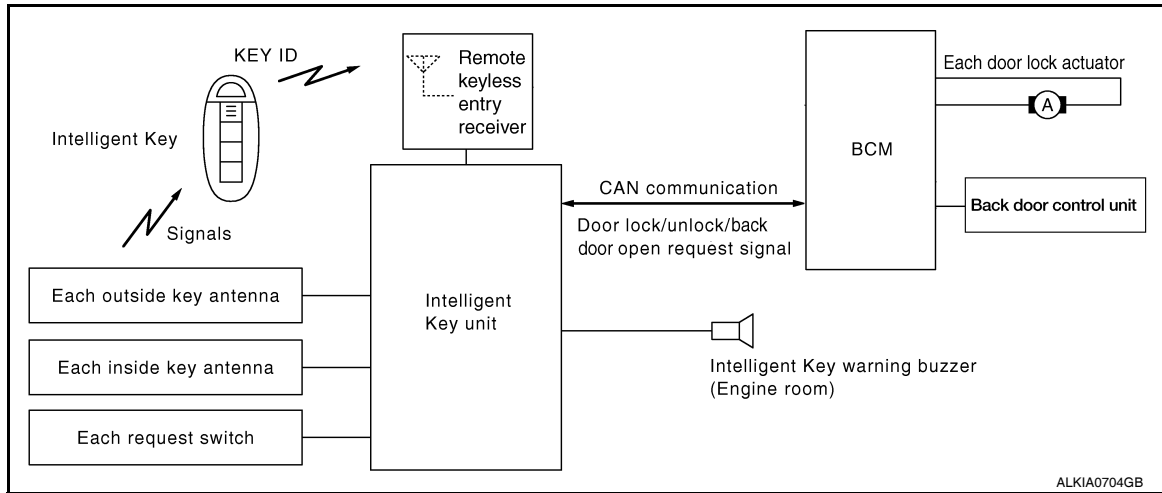 KEY ID
Remote
keyless
entry
receiver
Intelligent Key
Signals
Each outside key antenna
Each inside key antenna
Each request switch
Intelligent
Key unit
CAN communication
Door lock/unlock/back
door open request signal
BCM
Each door lock actuator
A
Back door control unit
Intelligent Key warning buzzer
(Engine room)
ALKIA0704GB